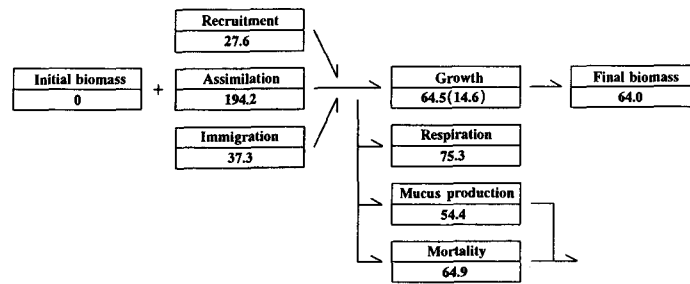 Recruitment
27.6
Initial biomass
0
+
Assimilation
194.2
Growth
64.5(14.6)
Final biomass
64.0
Immigration
37.3
Respiration
75.3
Mucus production
54.4
Mortality
64.9